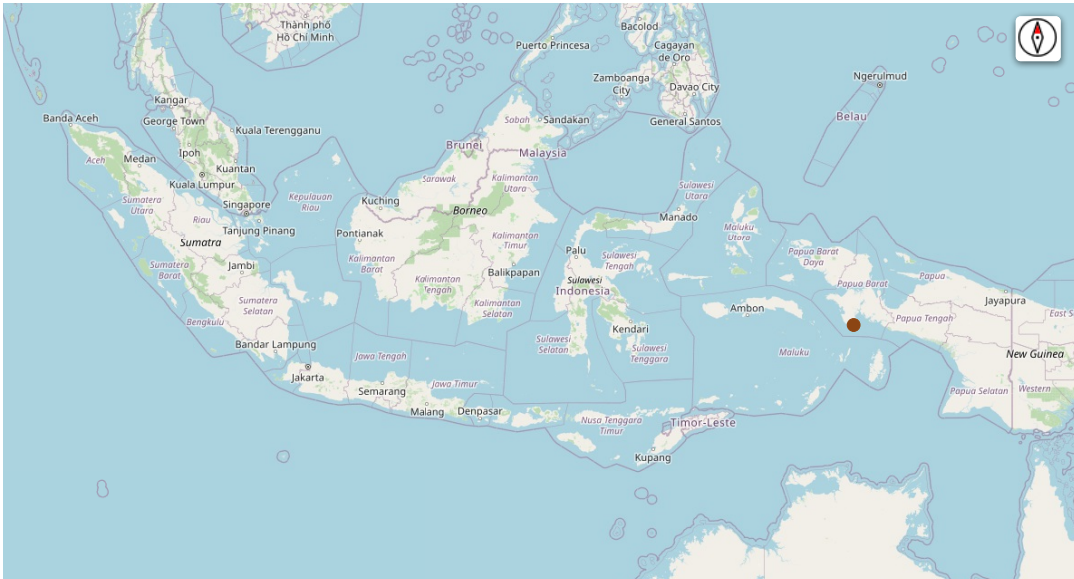 Thành phố
Hồ Chí Minh
Bacolod
Puerto Princesa
Cagayan
de Oro
Zamboanga
City
Davao City
Ngerulmud
Kangar
Banda Aceh
George Town
Kuala Terengganu
Sabah
Sandakan
General Santos
Belau
Brunei
Malaysia
Ipoh
Aceh
Medan
Kuantan
Kuala Lumpur
Sarawak
Kalimantan
Utara
Sulawesi
Utara
Sumatera
Utara
Kepulauan
Riau
Kuching
Singapore
Borneo
Manado
Riau
Tanjung Pinang
Pontianak
Maluku
Utara
Sumatra
Kalimantan
Timur
Palu
Papua Barat
Daya
Sumatera
Barat
Jambi
Kalimantan
Barat
Balikpapan
Sulawesi
Tengah
Sulawesi
Indonesia
Papua Barat
Papua
Kalimantan
Tengah
Sumatera
Selatan
Kalimantan
Selatan
Ambon
Jayapura
Bengkulu
Kendari
Papua Tengah
East S
Bandar Lampung
Sulawesi
Selatan
Sulawesi
Tenggara
Maluku
New Guinea
Jawa Tengah
Jakarta
Semarang
Jawa Timur
Papua Selatan
Western
Malang
Denpasar
Nusa Tenggara
Timur
Timor-Leste
Kupang